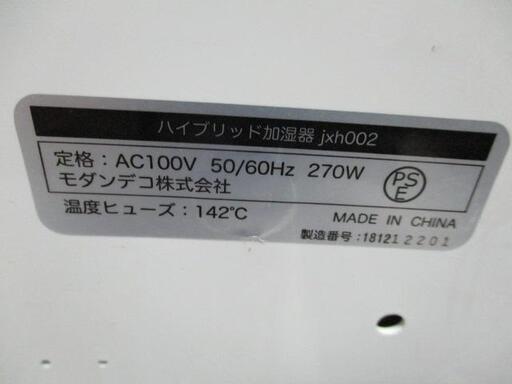 ハイブリッド加湿器 jxh002
定格：AC100V 50/60Hz 270W
モダンデコ株式会社
PSE
温度ヒューズ：142℃
MADE IN CHINA
製造番号：181212201